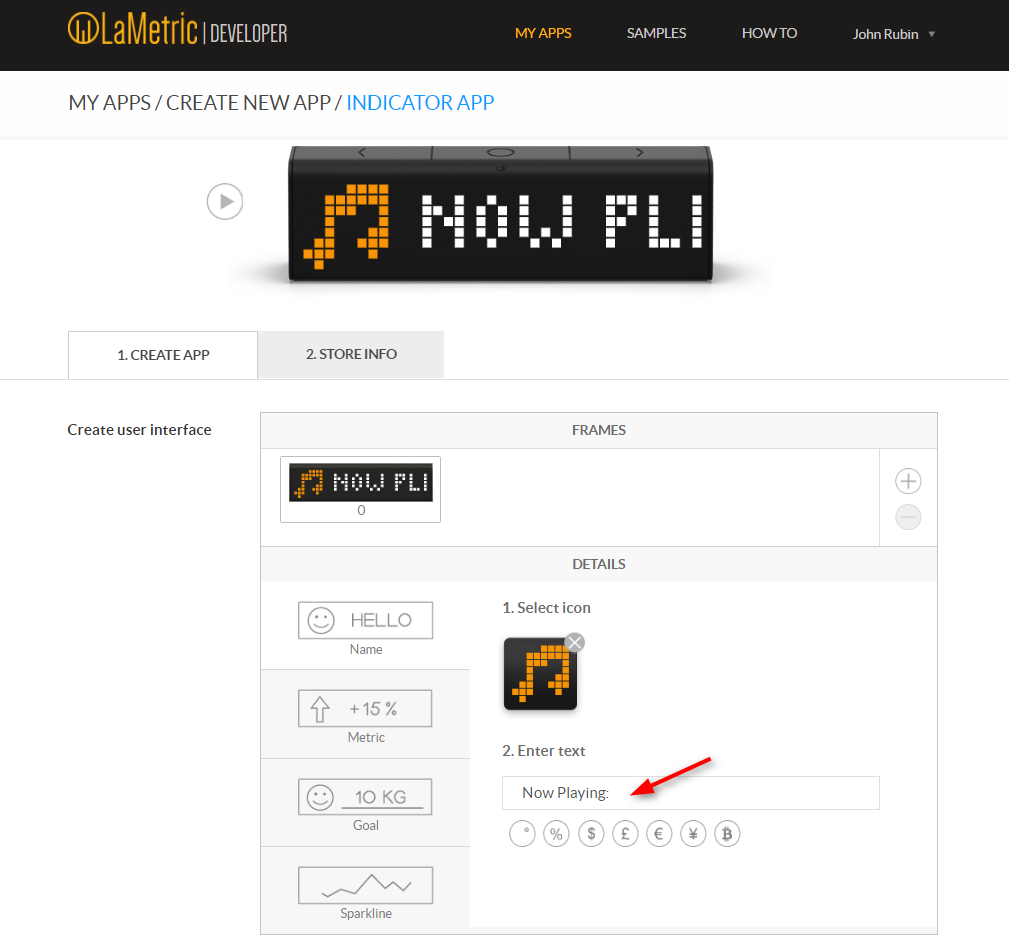 LaMetric | DEVELOPER
MY APPS SAMPLES HOW TO John Rubin
MY APPS / CREATE NEW APP / INDICATOR APP
NOW PLI
1. CREATE APP 2. STORE INFO
Create user interface
FRAMES
NOW PLI
0
DETAILS
HELLO
Name
+15 %
Metric
10 KG
Goal
Sparkline
1. Select icon
2. Enter text
Now Playing:
° % $ £ € ¥ ₿